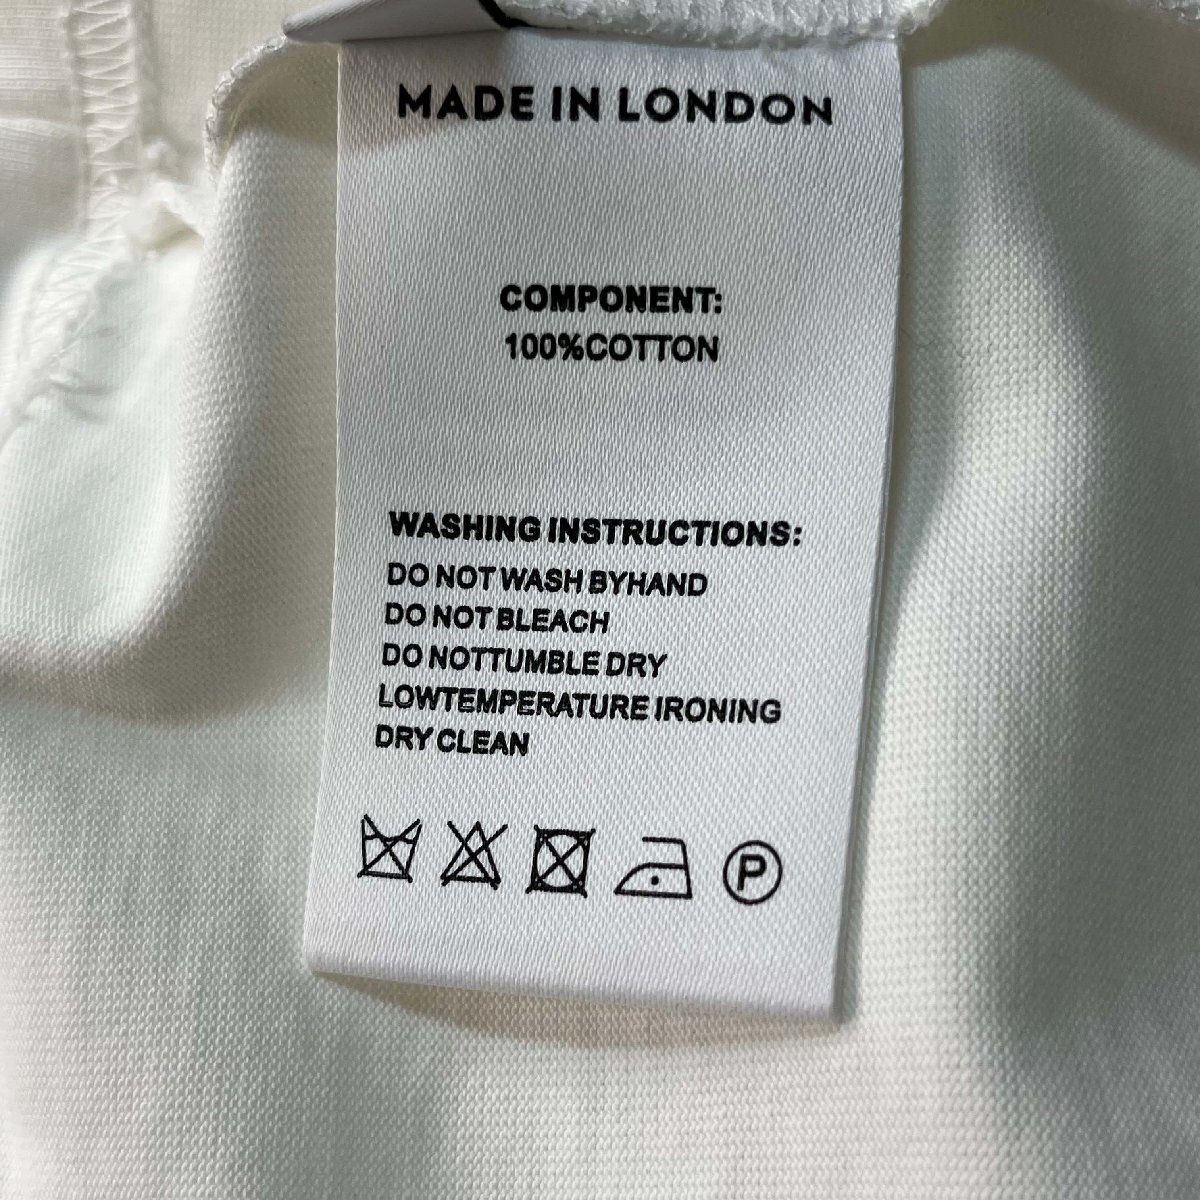 MADE IN LONDON
COMPONENT:
100%COTTON
WASHING INSTRUCTIONS:
DO NOT WASH BYHAND
DO NOT BLEACH
DO NOTTUMBLE DRY
LOWTEMPERATURE IRONING
DRY CLEAN
P